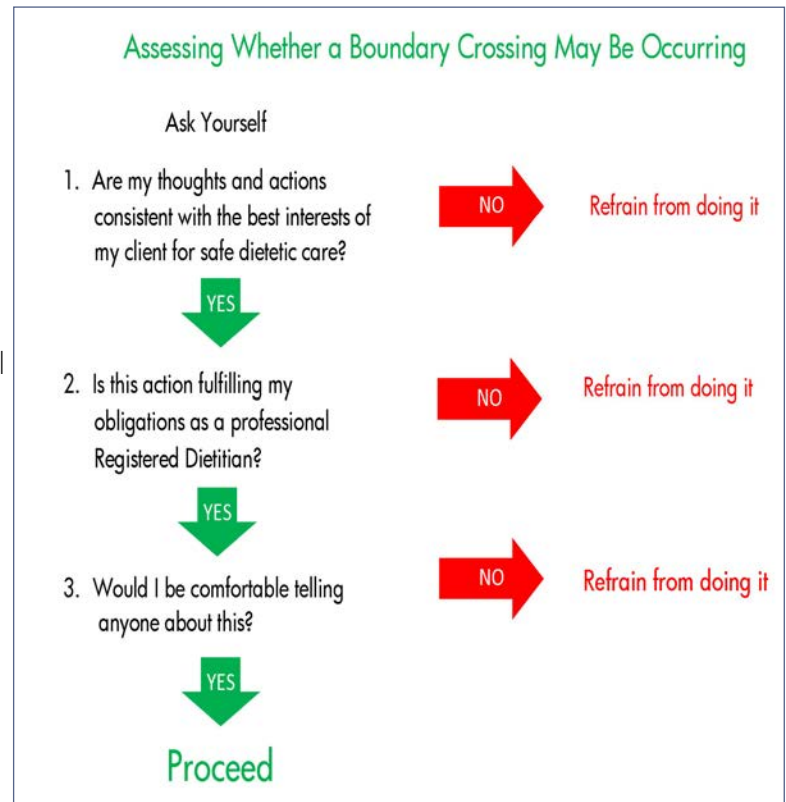 Assessing Whether a Boundary Crossing May Be Occurring
Ask Yourself
1. Are my thoughts and actions
consistent with the best interests of
my client for safe dietetic care?
NO
Refrain from doing it
YES
2. Is this action fulfilling my
obligations as a professional
Registered Dietitian?
NO
Refrain from doing it
YES
3. Would I be comfortable telling
anyone about this?
NO
Refrain from doing it
YES
Proceed